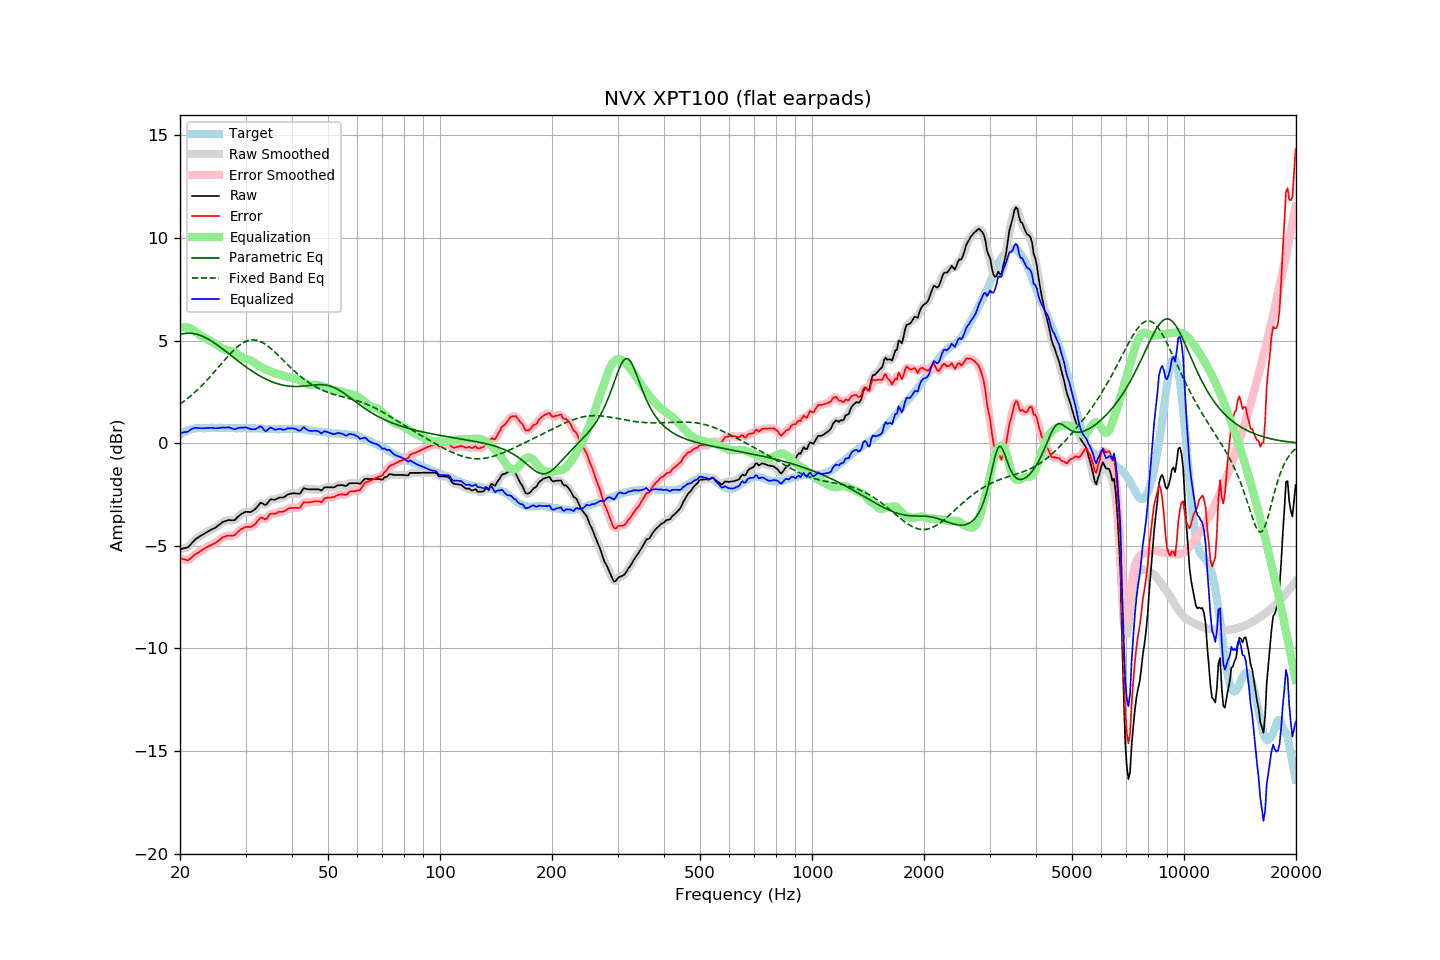 NVX XPT100 (flat earpads)
Target
Raw Smoothed
Error Smoothed
Raw
Error
Equalization
Parametric Eq
Fixed Band Eq
Equalized
15
10
5
0
−5
−10
−15
−20
Amplitude (dBr)
20 50 100 200 500 1000 2000 5000 10000 20000
Frequency (Hz)